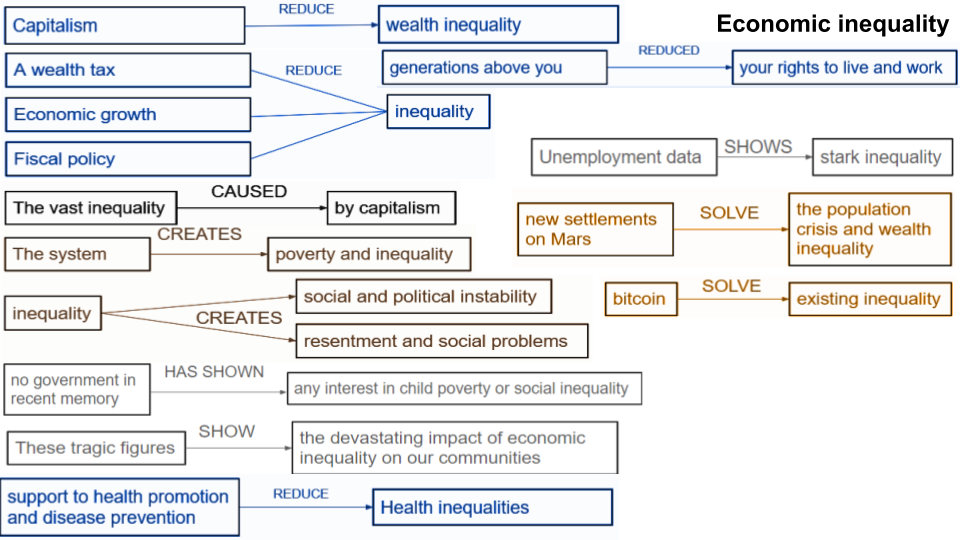 Economic inequality
Capitalism
REDUCE
wealth inequality
generations above you
REDUCED
your rights to live and work
A wealth tax
Economic growth
Fiscal policy
REDUCE
inequality
Unemployment data
SHOWS
stark inequality
The vast inequality
CAUSED
by capitalism
new settlements
on Mars
SOLVE
the population
crisis and wealth
inequality
The system
CREATES
poverty and inequality
bitcoin
SOLVE
existing inequality
inequality
CREATES
social and political instability
resentment and social problems
no government in
recent memory
HAS SHOWN
any interest in child poverty or social inequality
These tragic figures
SHOW
the devastating impact of economic
inequality on our communities
support to health promotion
and disease prevention
REDUCE
Health inequalities